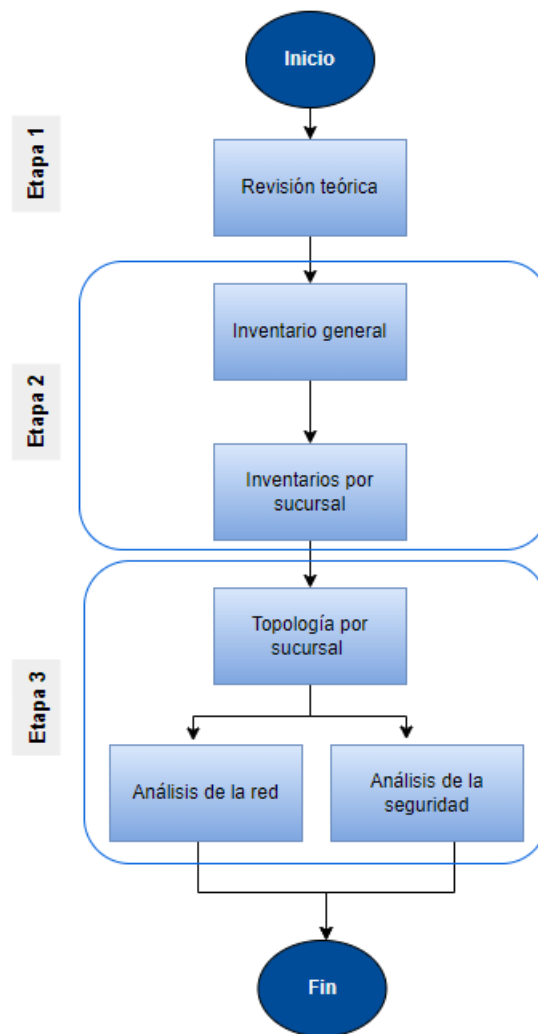 Inicio
Etapa 1
Revisión teórica
Etapa 2
Inventario general
Inventarios por
sucursal
Etapa 3
Topología por
sucursal
Análisis de la red
Análisis de la
seguridad
Fin